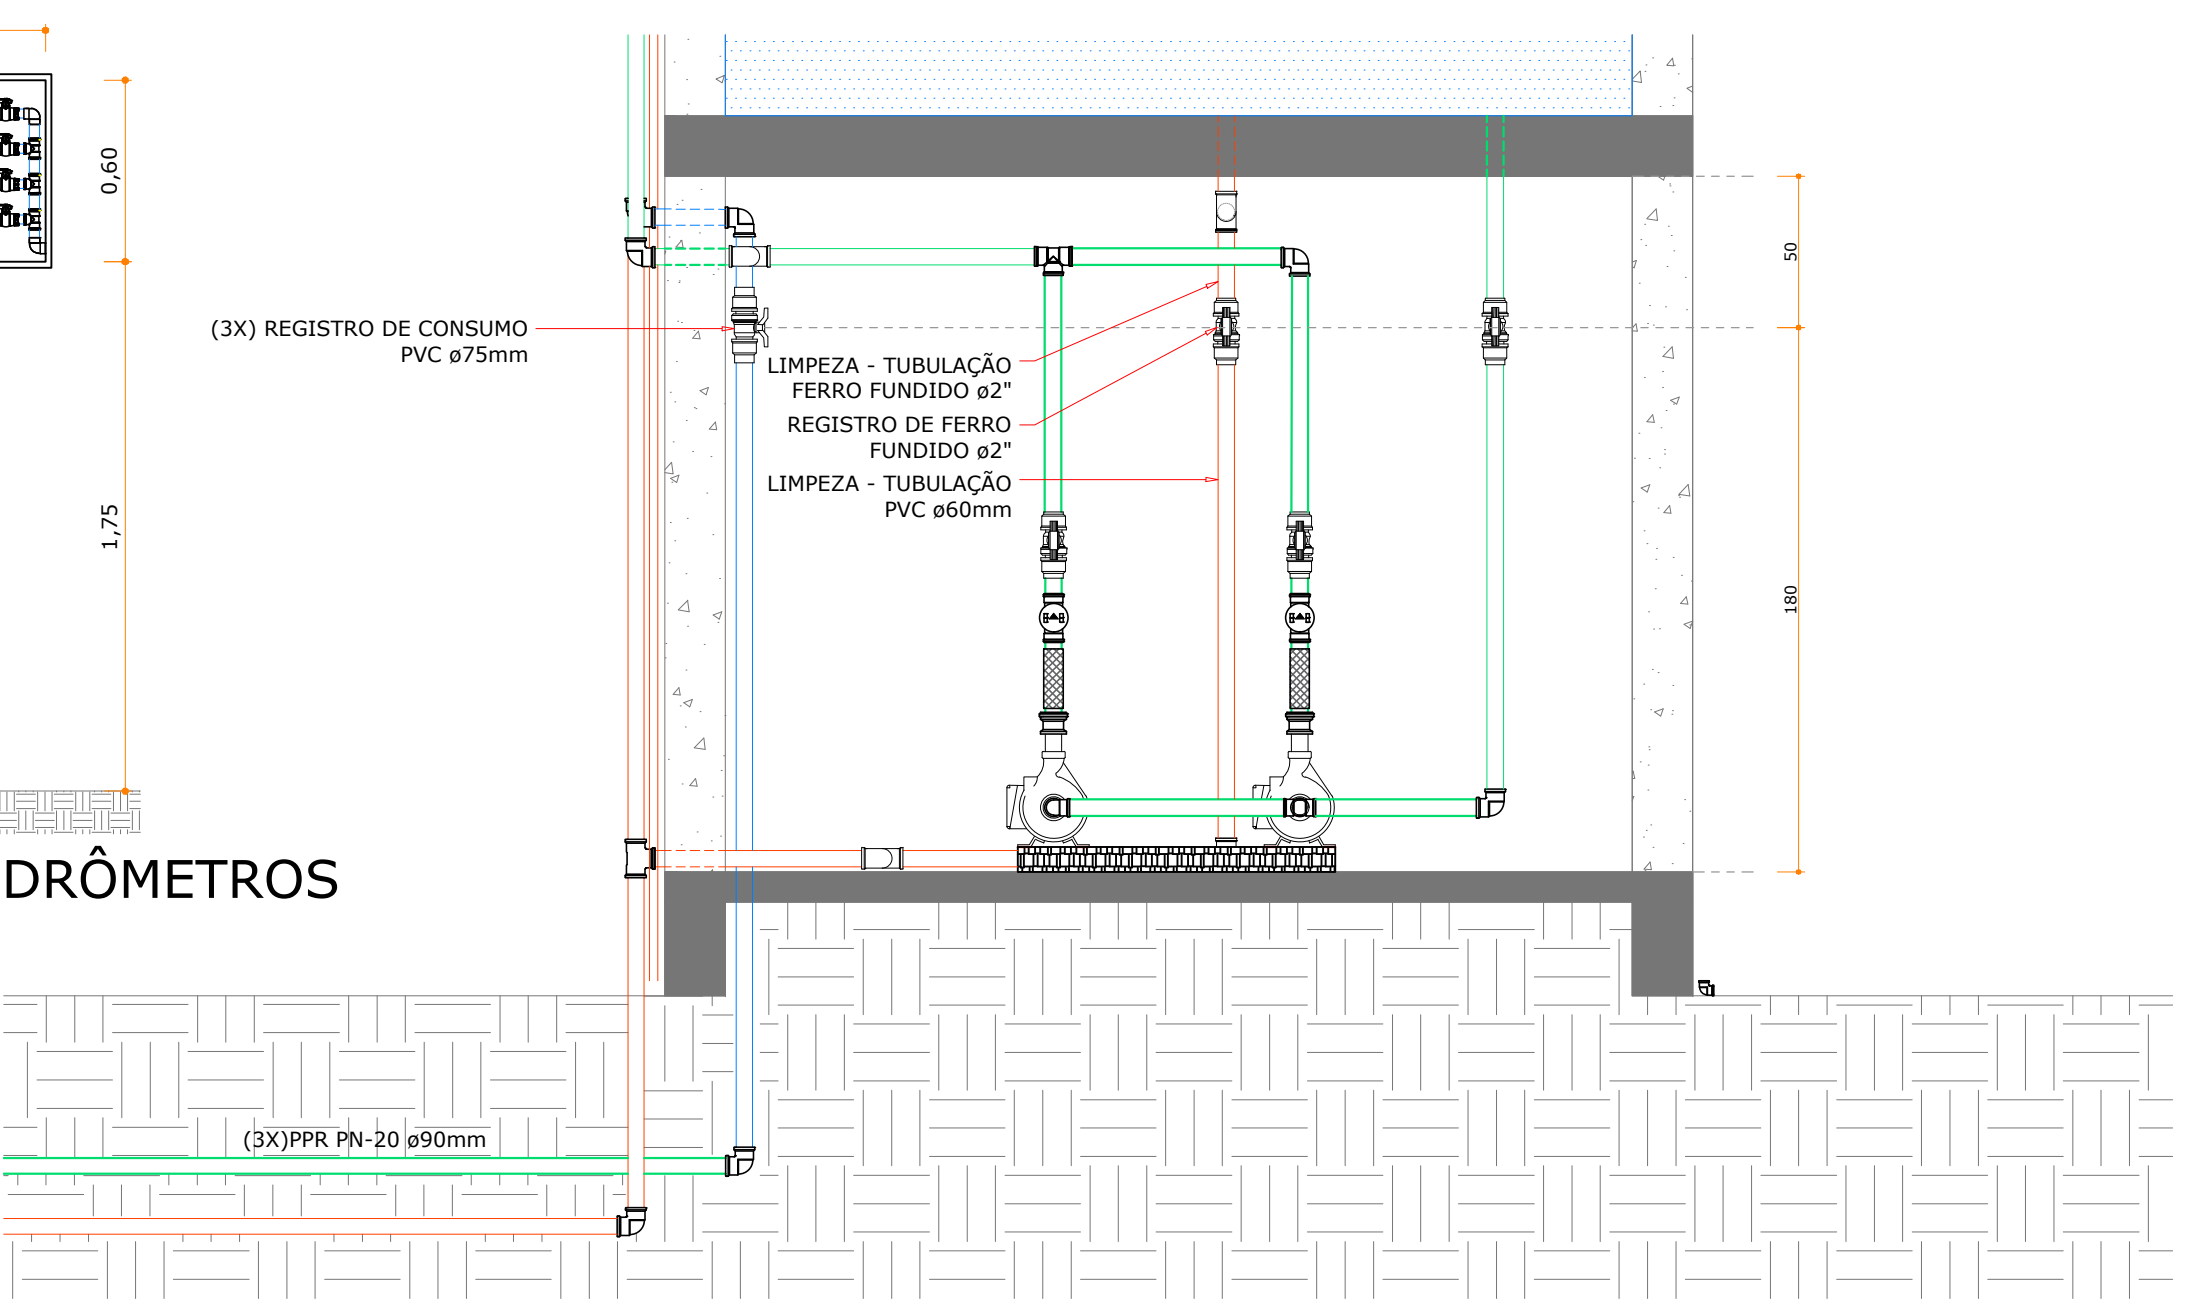 0,60
1,75
DRÔMETROS
(3X) REGISTRO DE CONSUMO
PVC ø75mm
LIMPEZA - TUBULAÇÃO
FERRO FUNDIDO ø2"
REGISTRO DE FERRO
FUNDIDO ø2"
LIMPEZA - TUBULAÇÃO
PVC ø60mm
50
180
(3X)PPR PN-20 ø90mm